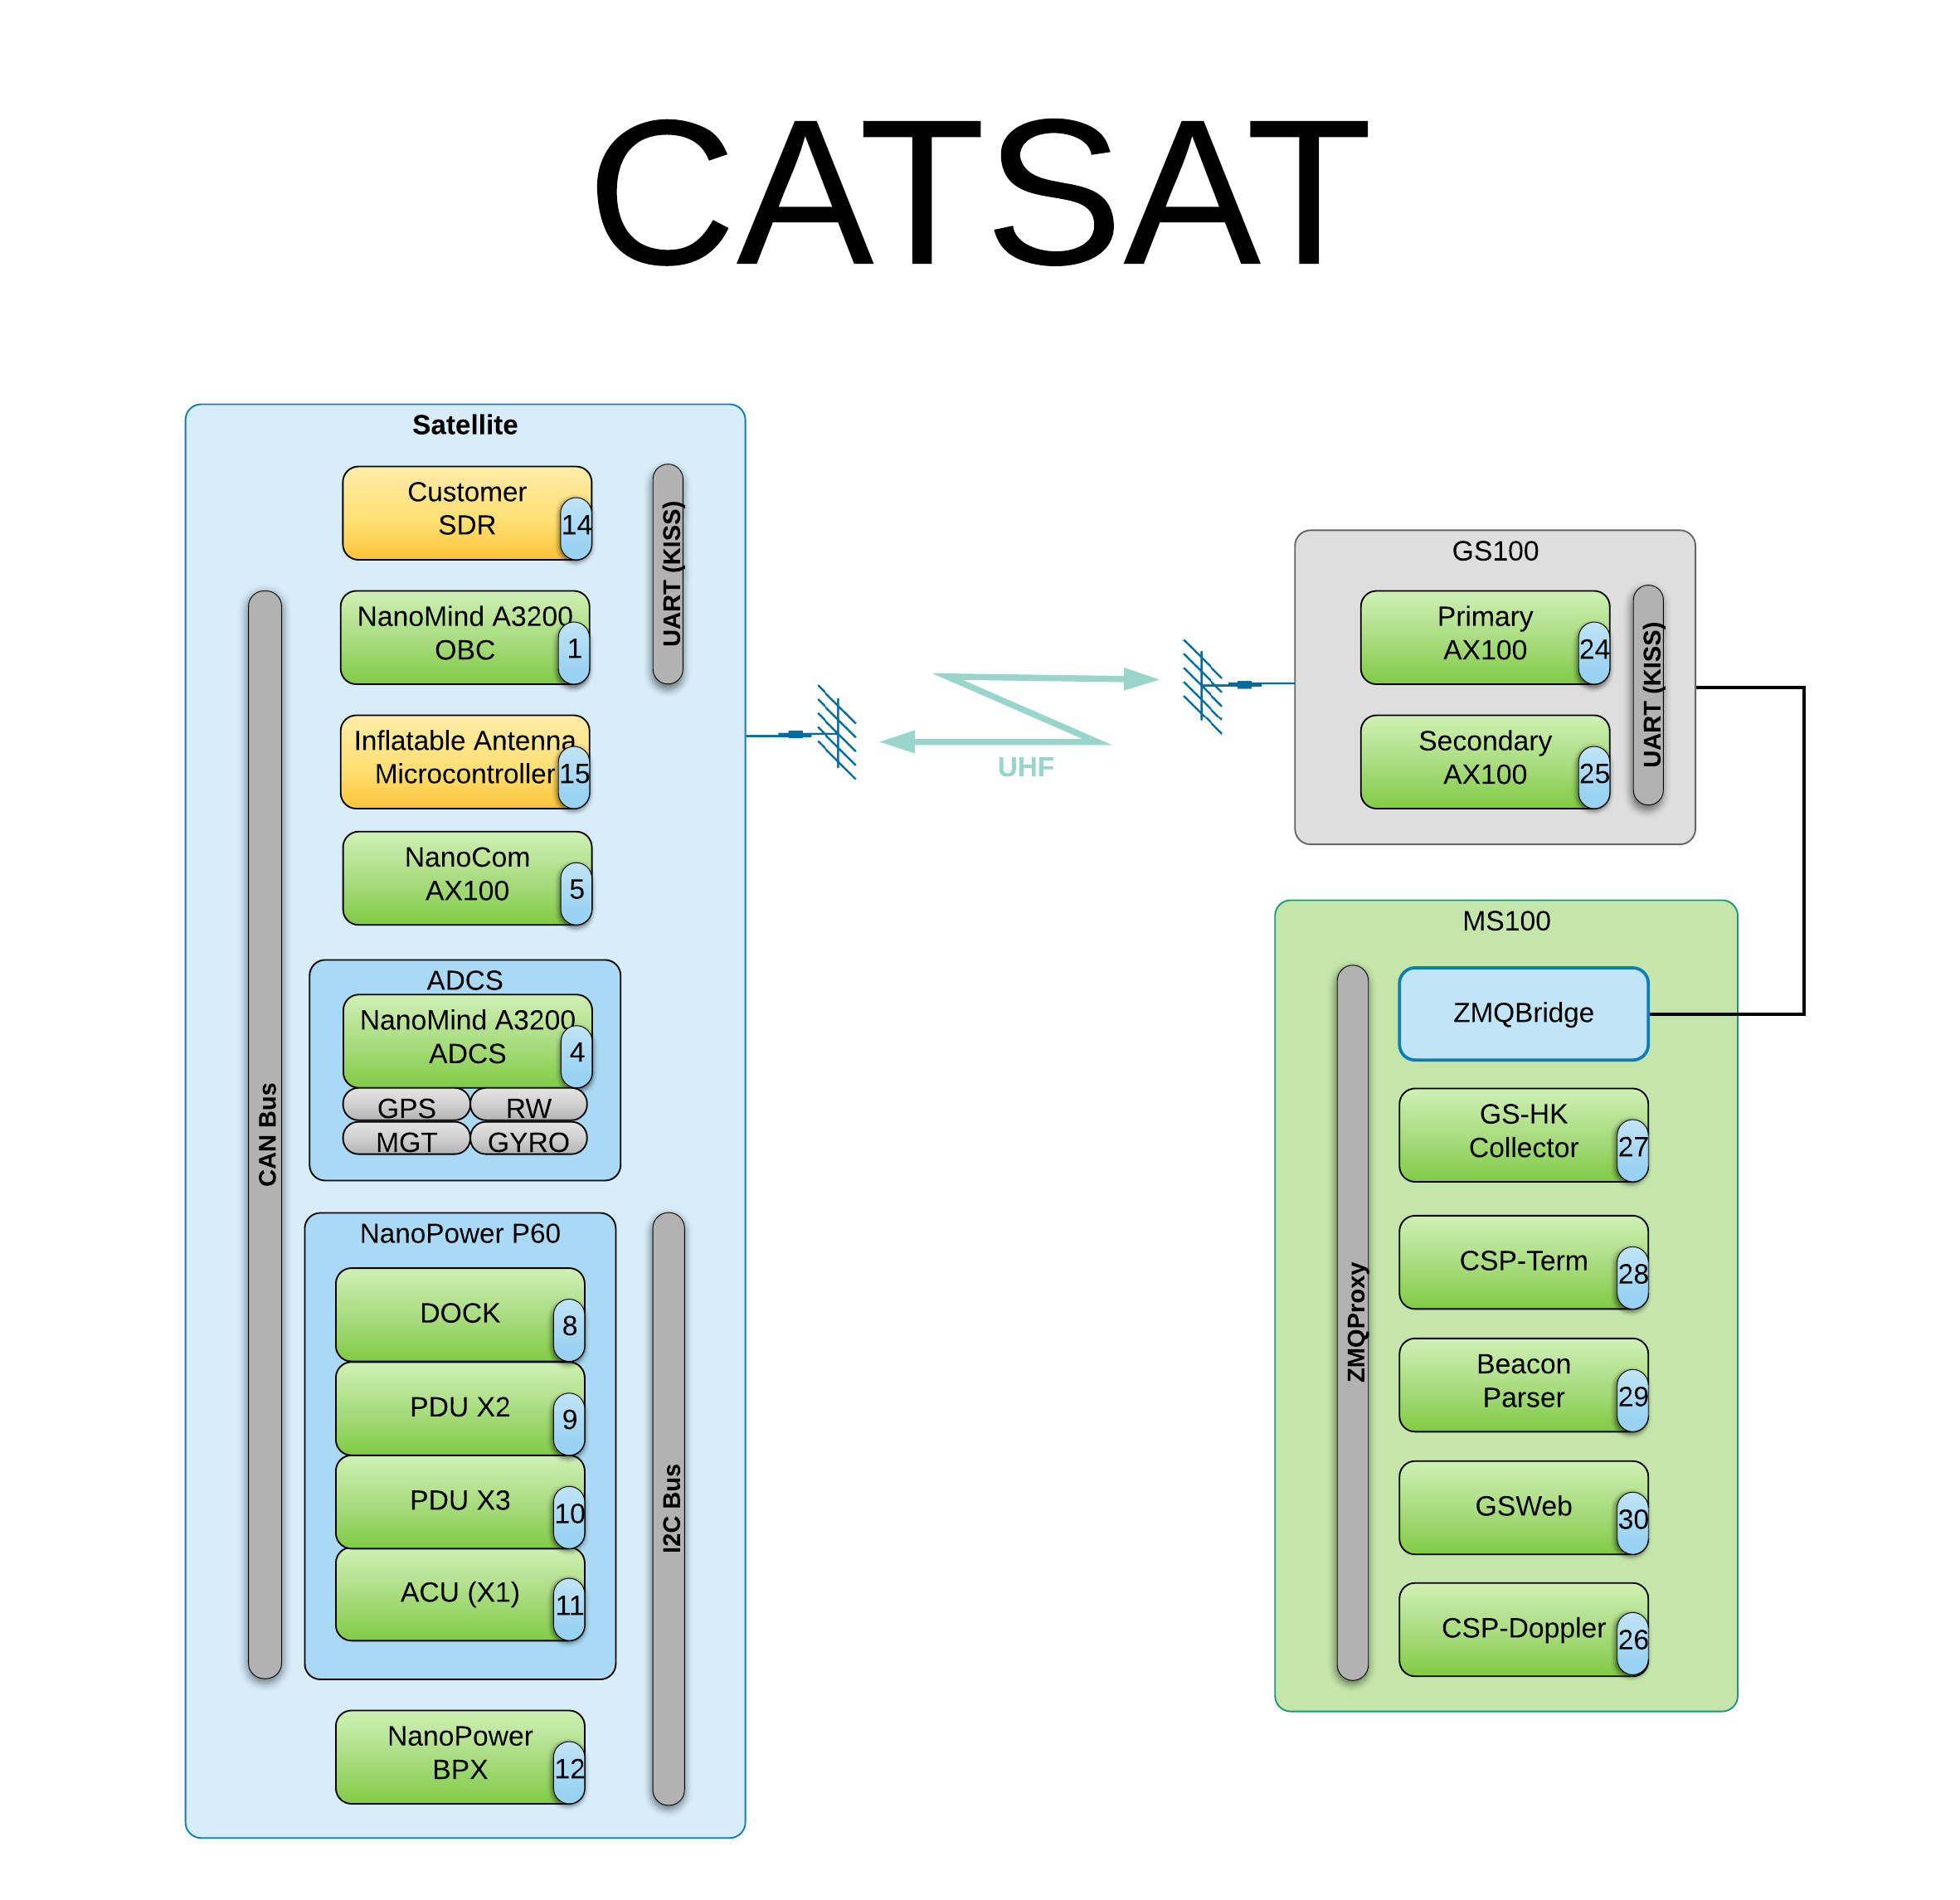 CATSAT
Satellite
Customer
SDR
14
UART (KISS)
NanoMind A3200
OBC
1
Inflatable Antenna
Microcontroller
15
NanoCom
AX100
5
CAN Bus
ADCS
NanoMind A3200
ADCS
4
GPS
RW
MGT
GYRO
NanoPower P60
DOCK
8
PDU X2
9
PDU X3
10
ACU (X1)
11
I2C Bus
NanoPower
BPX
12
UHF
GS100
Primary
AX100
24
Secondary
AX100
25
UART (KISS)
MS100
ZMQProxy
ZMQBridge
GS-HK
Collector
27
CSP-Term
28
Beacon
Parser
29
GSWeb
30
CSP-Doppler
26